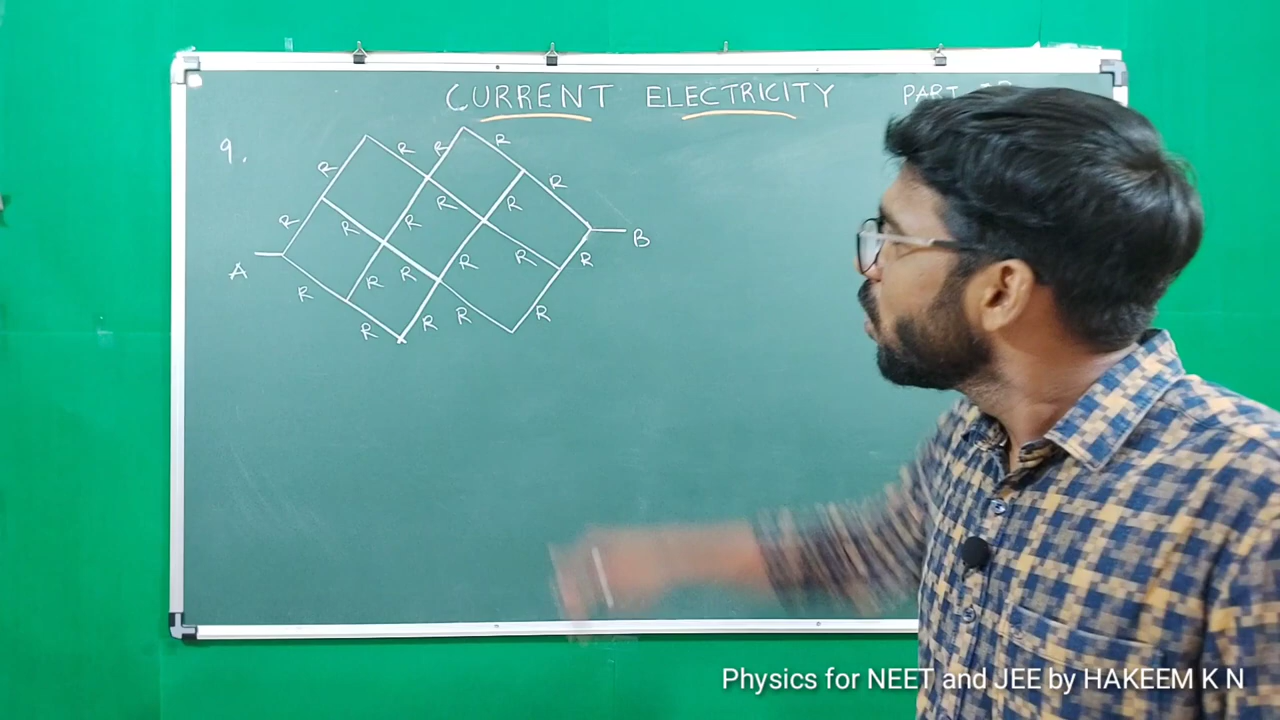 CURRENT ELECTRICITY PART
9.
R R R R
R R
R R R R
A R R R R R R B
R R R R R
Physics for NEET and JEE by HAKEEM K N